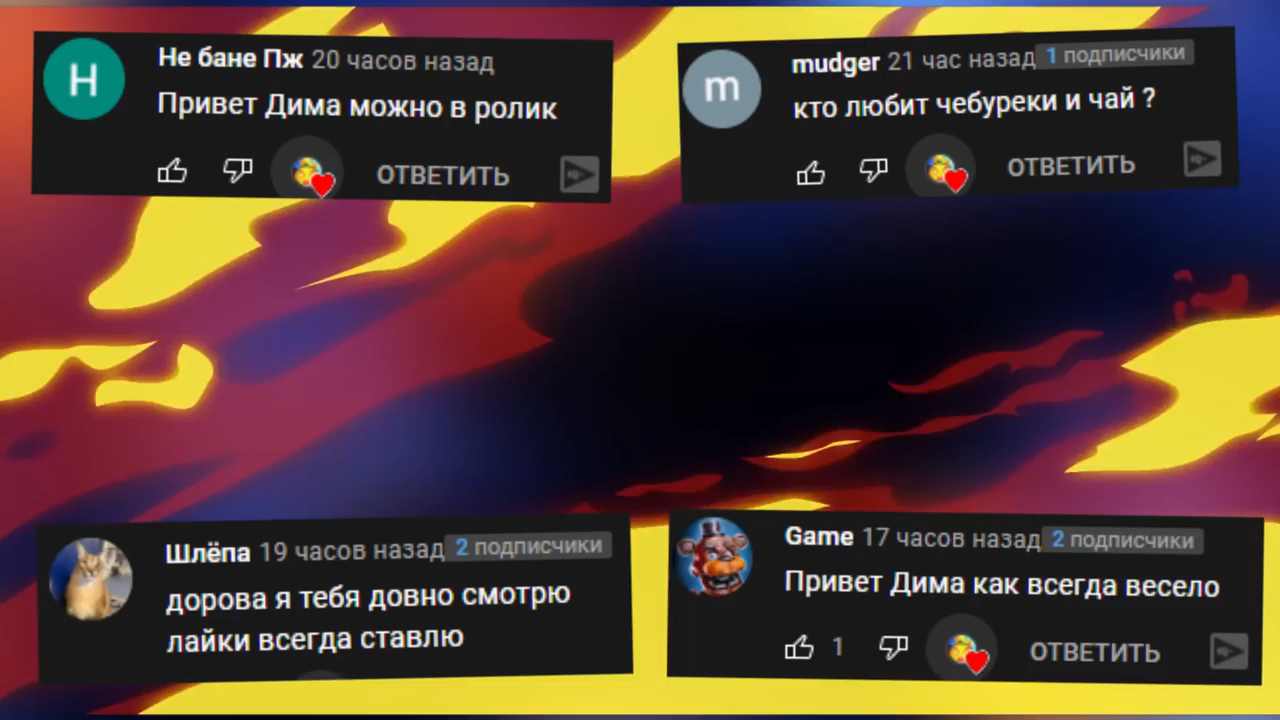 Н
Не бане Пж 20 часов назад
Привет Дима можно в ролик
ОТВЕТИТЬ
m
mudger 21 час назад 1 подписчики
кто любит чебуреки и чай ?
ОТВЕТИТЬ
Шлёпа 19 часов назад 2 подписчики
дорова я тебя довно смотрю
лайки всегда ставлю
Game 17 часов назад 2 подписчики
Привет Дима как всегда весело
1
ОТВЕТИТЬ